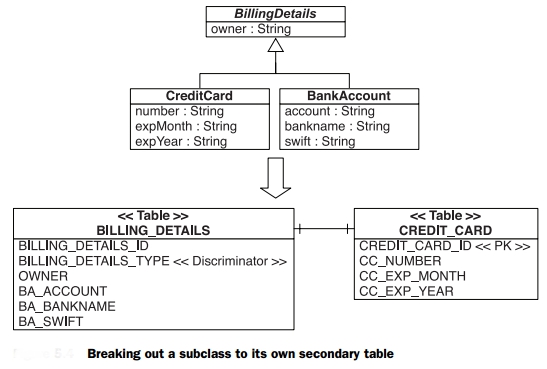 BillingDetails
owner : String
CreditCard
number : String
expMonth : String
expYear : String
BankAccount
account : String
bankname : String
swift : String
<< Table >>
BILLING_DETAILS
BILLING_DETAILS_ID
BILLING_DETAILS_TYPE << Discriminator >>
OWNER
BA_ACCOUNT
BA_BANKNAME
BA_SWIFT
<< Table >>
CREDIT_CARD
CREDIT_CARD_ID << PK >>
CC_NUMBER
CC_EXP_MONTH
CC_EXP_YEAR
Breaking out a subclass to its own secondary table